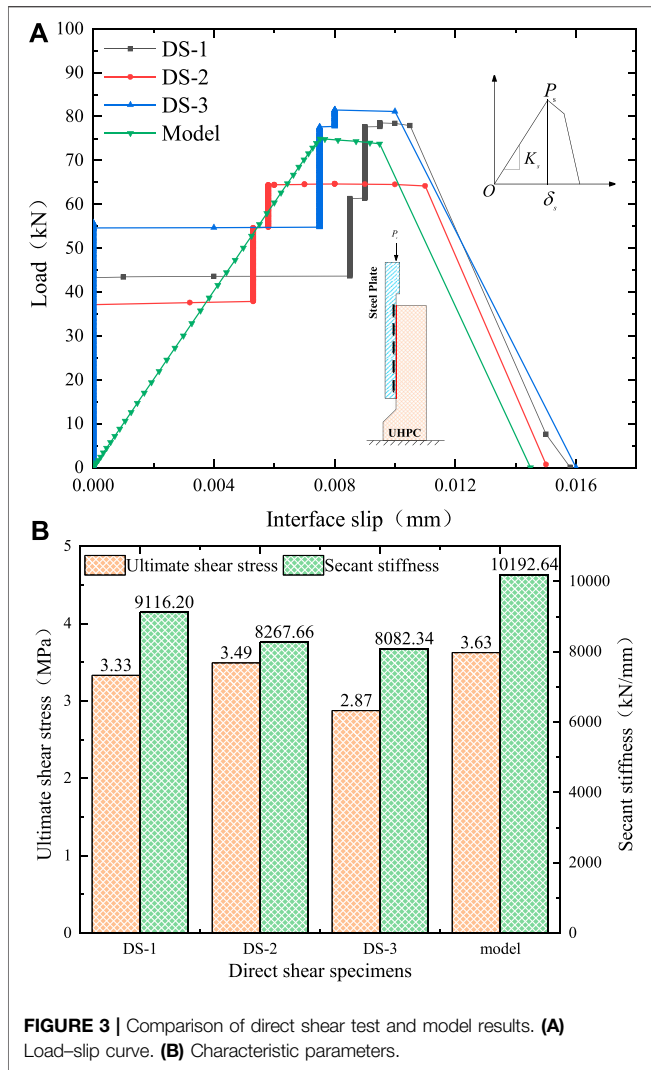 A
100
90
80
70
60
50
40
30
20
10
0
Load（kN）
DS-1
DS-2
DS-3
Model
P s
K s
O
δ s
P
Steel Plate
UHPC
0.000 0.004 0.008 0.012 0.016
Interface slip（mm）
B
5
4
3
2
1
0
Ultimate shear stress（MPa）
Ultimate shear stress Secant stiffness
3.33 9116.20 3.49 8267.66 2.87 8082.34 3.63 10192.64
10000
8000
6000
4000
2000
0
Secant stiffness（kN/mm）
DS-1 DS-2 DS-3 model
Direct shear specimens
FIGURE 3 | Comparison of direct shear test and model results. (A)
Load–slip curve. (B) Characteristic parameters.